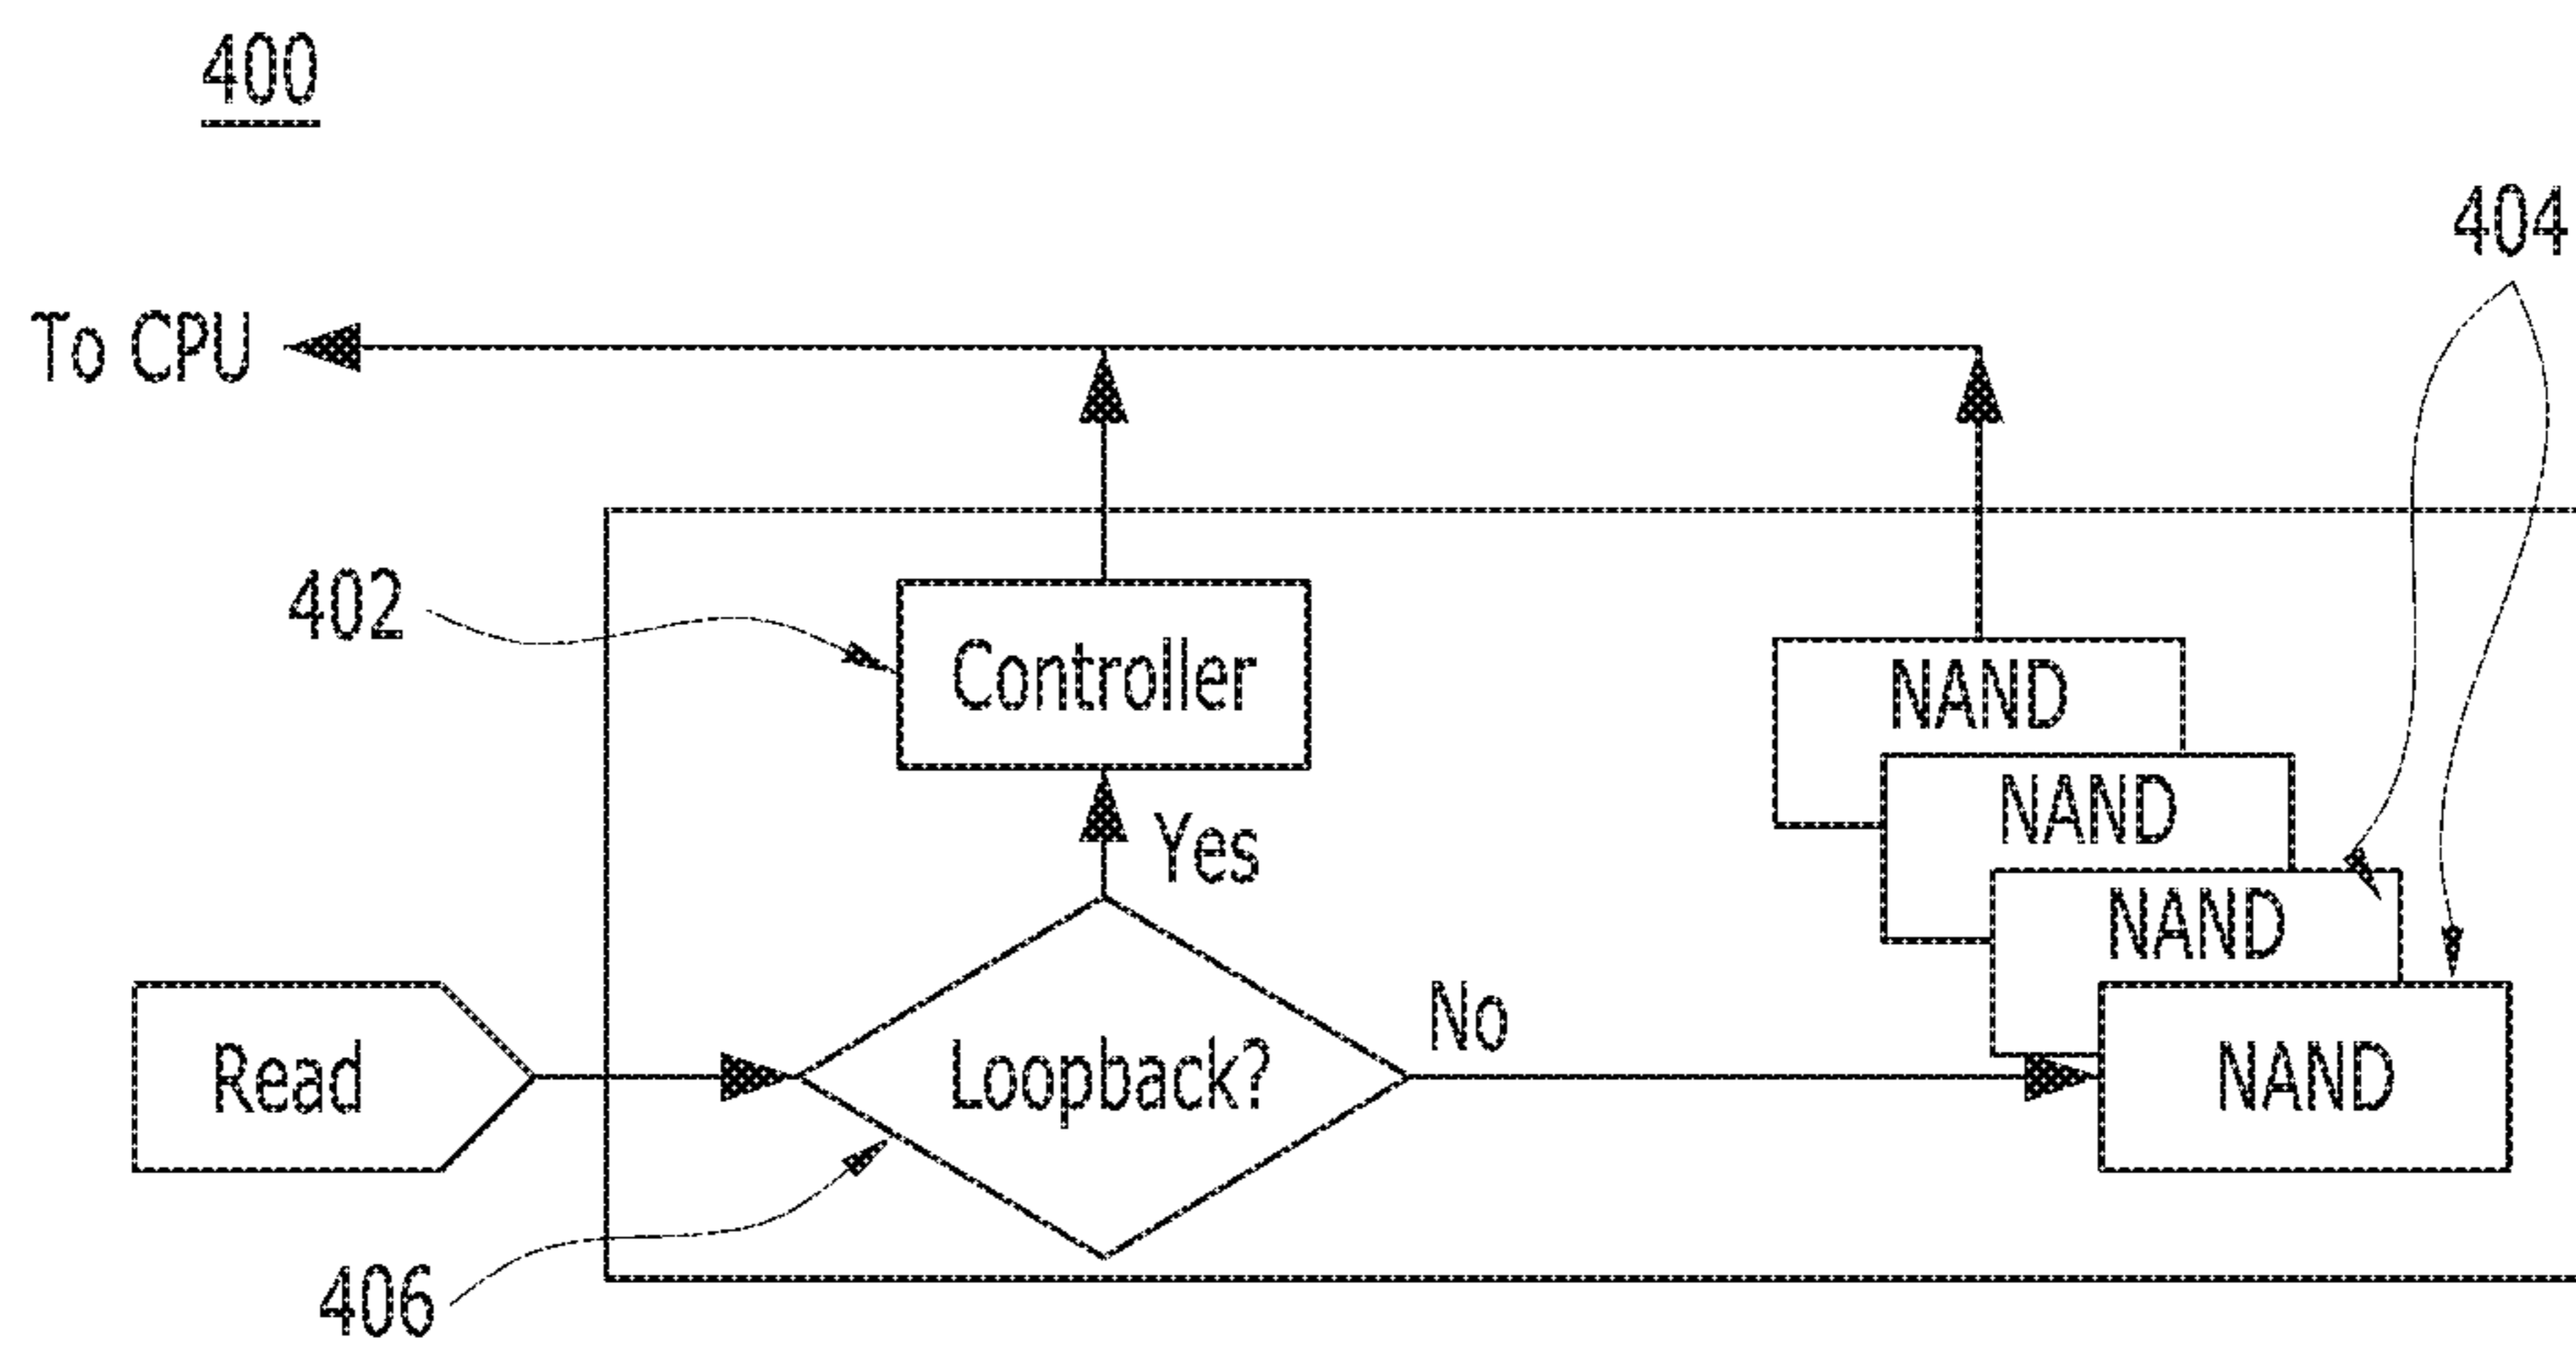 400
404
To CPU
402
Controller
NAND
NAND
Yes
NAND
No
Read
Loopback?
NAND
406